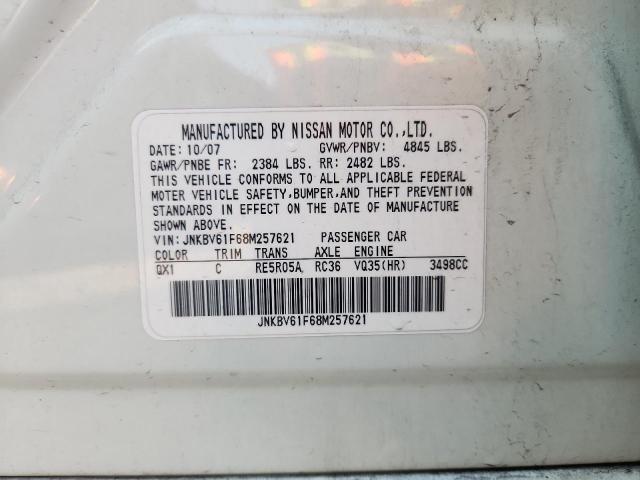 MANUFACTURED BY NISSAN MOTOR CO.,LTD.
DATE: 10/07 GVWR/PNBV: 4845 LBS.
GAWR/PNBE FR: 2384 LBS. RR: 2482 LBS.
THIS VEHICLE CONFORMS TO ALL APPLICABLE FEDERAL
MOTOR VEHICLE SAFETY,BUMPER,AND THEFT PREVENTION
STANDARDS IN EFFECT ON THE DATE OF MANUFACTURE
SHOWN ABOVE.
VIN:JNKBV61F68M257621 PASSENGER CAR
COLOR TRIM TRANS AXLE ENGINE
QX1 C RE5R05A RC36 VQ35(HR) 3498CC
JNKBV61F68M257621